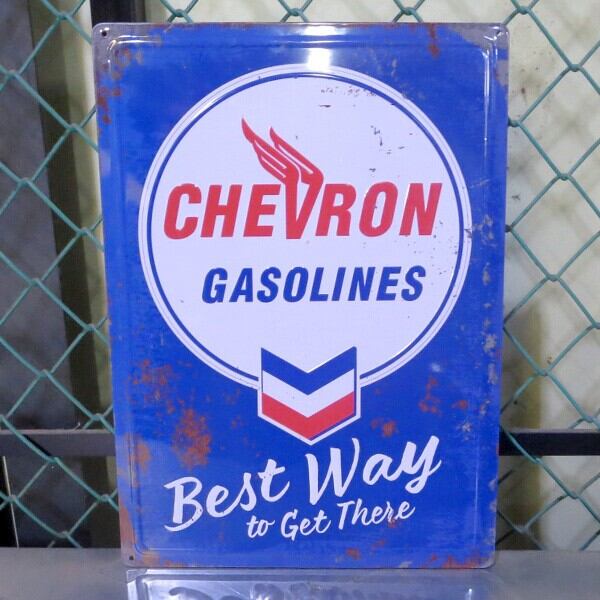 CHEVRON
GASOLINES
Best Way
to Get There